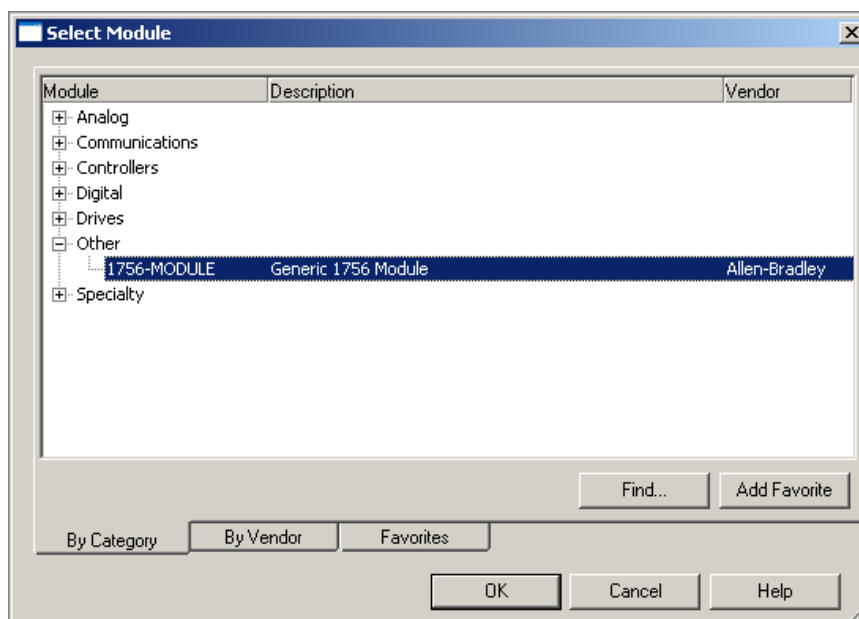 Select Module
Module Description Vendor
Analog
Communications
Controllers
Digital
Drives
Other
1756-MODULE Generic 1756 Module Allen-Bradley
Specialty
Find... Add Favorite
By Category By Vendor Favorites
OK Cancel Help